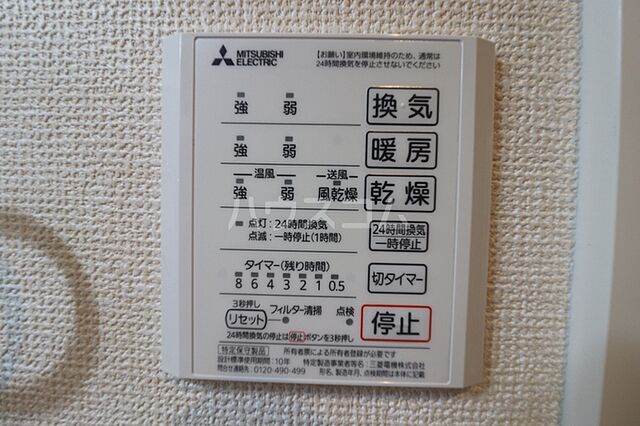 MITSUBISHI
ELECTRIC
【お願い】室内環境維持のため、通常は
24時間換気を停止させないでください
強 弱 換気
強 弱 暖房
温風 送風
強 弱 風乾燥 乾燥
点灯:24時間換気
点滅:一時停止(1時間)
24時間換気
一時停止
タイマー(残り時間)
8 6 4 3 2 1 0.5
切タイマー
3秒押し
リセット フィルター清掃 点検 停止
24時間換気の停止は停止ボタンを3秒押し
特定保守製品 所有者票による所有者登録が必要です
設計標準使用期間:10年 特定製造事業者等名:三菱電機株式会社
問合せ連絡先:0120-490-499 形名、製造年月、点検期間は本体に記載
ハウスコム